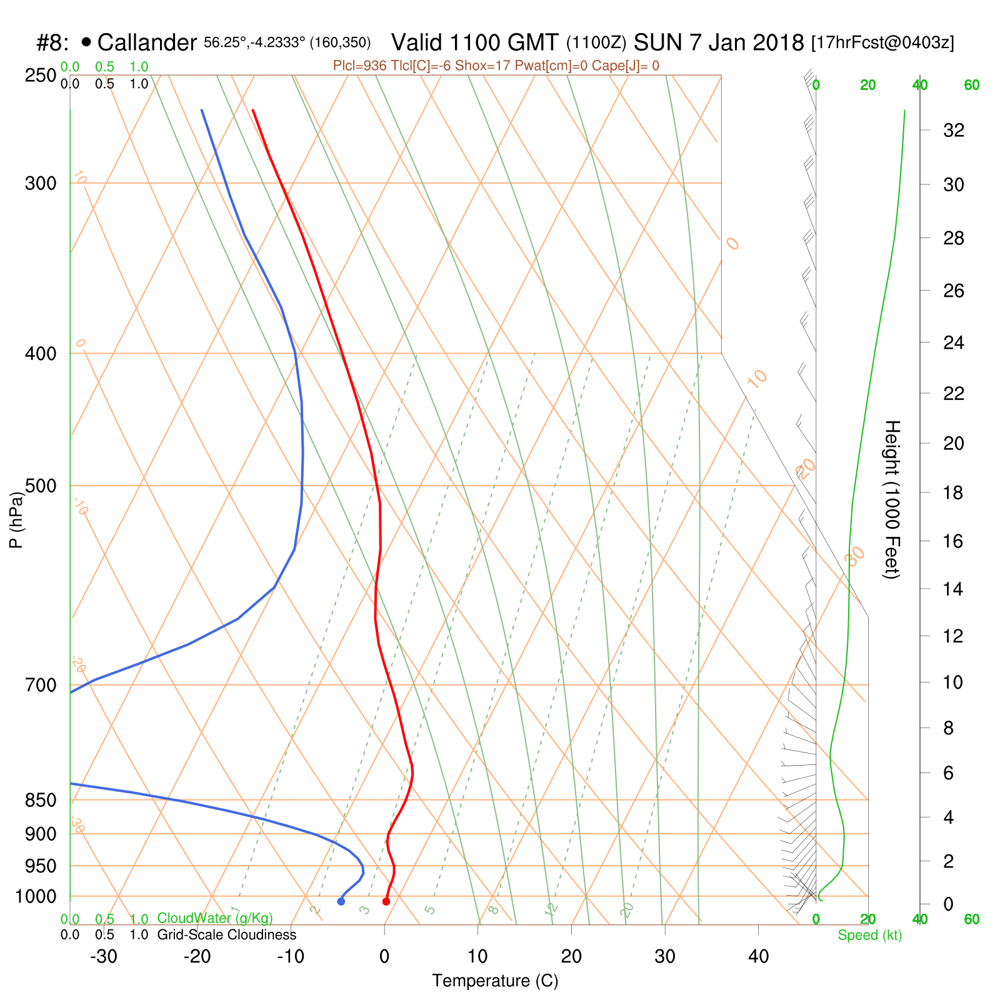 #8: ● Callander 56.25°,-4.2333° (160,350) Valid 1100 GMT (1100Z) SUN 7 Jan 2018 [17hrFcst@0403z]
Plcl=936 Tlcl[C]=-6 Shox=17 Pwat[cm]=0 Cape[J]= 0
0.0 0.5 1.0
0.0 0.5 1.0
0 20 40 60
250
300
400
500
700
850
900
950
1000
P (hPa)
10
0
-10
-20
-30
0
10
20
30
32
30
28
26
24
22
20
18
16
14
12
10
8
6
4
2
0
Height (1000 Feet)
1 2 3 5 8 12 20
0.0 0.5 1.0 CloudWater (g/Kg)
0.0 0.5 1.0 Grid-Scale Cloudiness
0 20 40 60
Speed (kt)
-30 -20 -10 0 10 20 30 40
Temperature (C)